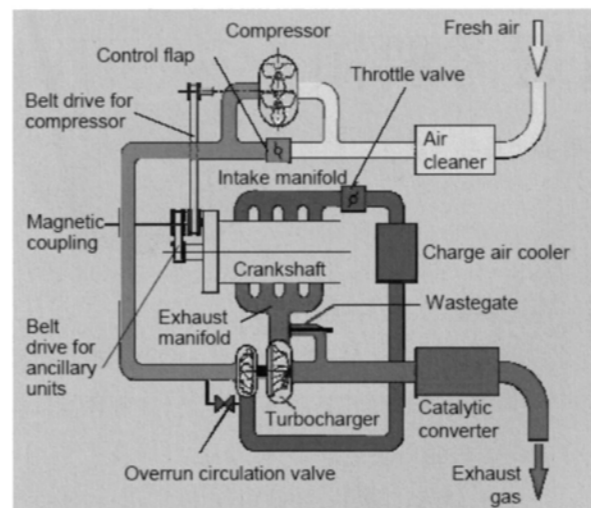 Compressor
Fresh air
Control flap
Throttle valve
Belt drive for
compressor
Air
cleaner
Intake manifold
Magnetic
coupling
Charge air cooler
Crankshaft
Wastegate
Exhaust
manifold
Belt
drive for
ancillary
units
Turbocharger
Catalytic
converter
Overrun circulation valve
Exhaust
gas